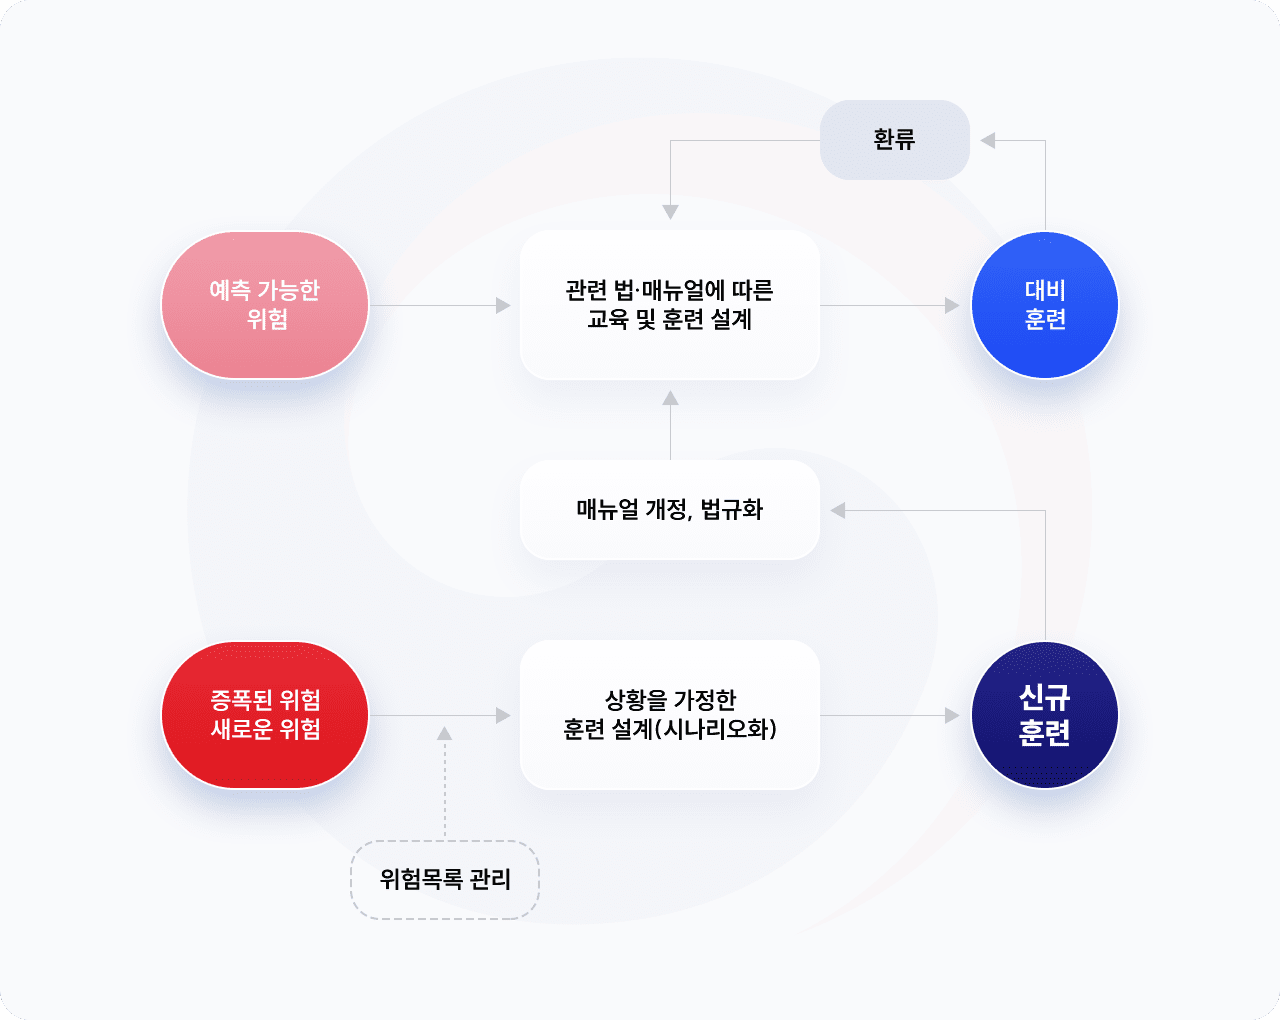 환류
예측 가능한
위험
관련 법·매뉴얼에 따른
교육 및 훈련 설계
대비
훈련
매뉴얼 개정, 법규화
증폭된 위험
새로운 위험
상황을 가정한
훈련 설계(시나리오화)
신규
훈련
위험목록 관리